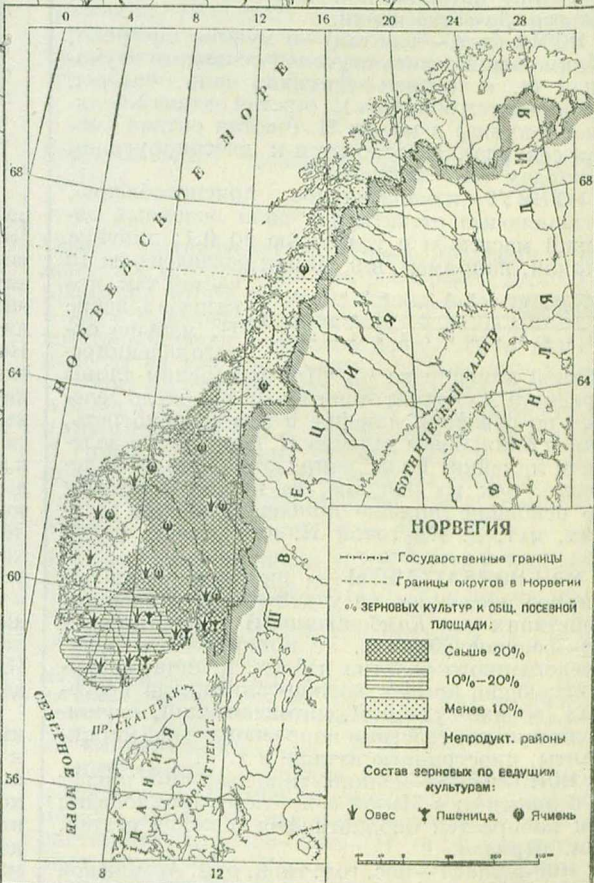 0 4 8 12 16 20 24 28
НОРВЕЖСКОЕ МОРЕ
68 68
64 64
60
56
8 12
ШВЕЦИЯ
ФИНЛЯНДИЯ
БОТНИЧЕСКИЙ ЗАЛИВ
СЕВЕРНОЕ МОРЕ
ПР. СКАГЕРАК
ПР. КАТТЕГАТ
ДАНИЯ
НОРВЕГИЯ
Государственные границы
Границы округов в Норвегии
% ЗЕРНОВЫХ КУЛЬТУР К ОБЩ. ПОСЕВНОЙ
ПЛОЩАДИ:
Свыше 20%
10%–20%
Менее 10%
Непродукт. районы
Состав зерновых по ведущим
культурам:
Овес Пшеница Ячмень